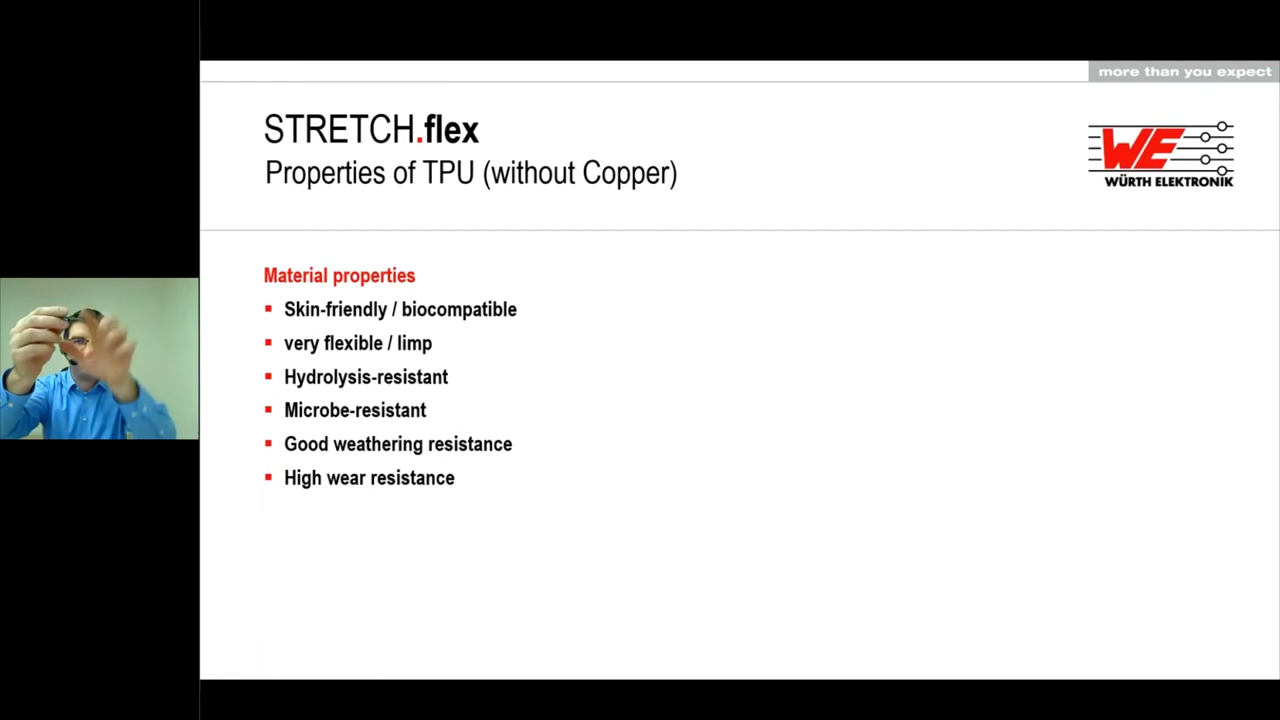 more than you expect
STRETCH.flex
Properties of TPU (without Copper)
WE
WÜRTH ELEKTRONIK
Material properties
Skin-friendly / biocompatible
very flexible / limp
Hydrolysis-resistant
Microbe-resistant
Good weathering resistance
High wear resistance